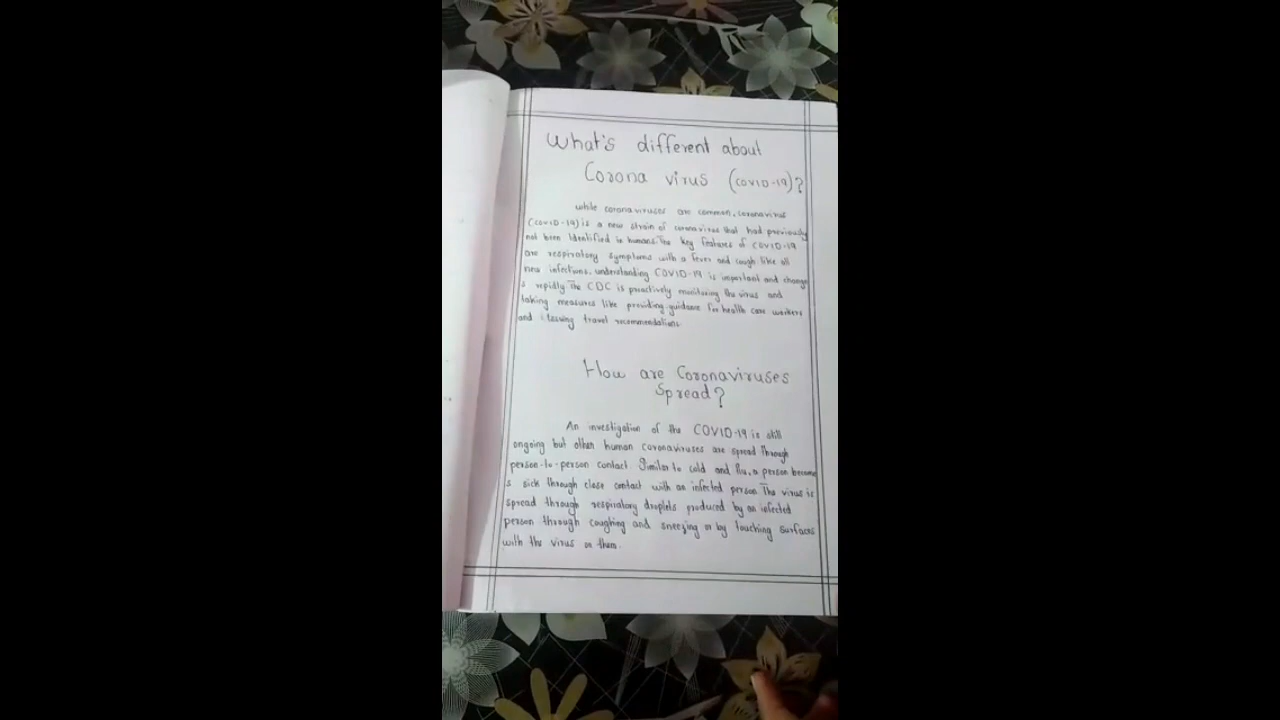 What's different about
Corona virus (COVID-19)?
while coronaviruses are common, coronavirus
(COVID-19) is a new strain of coronavirus that had previously
not been identified in humans. The key features of COVID-19
are respiratory symptoms with a fever and cough like all
new infections, understanding COVID-19 is important and change
s rapidly The CDC is proactively monitoring the virus and
taking measures like providing guidance for health care workers
and issuing travel recommendations.
How are Coronaviruses
Spread?
An investigation of the COVID-19 is still
ongoing but other human coronaviruses are spread through
person-to-person contact. Similar to cold and flu, a person become
s sick through close contact with an infected person. The virus is
spread through respiratory droplets produced by an infected
person through coughing and sneezing or by touching surfaces
with the virus on them.